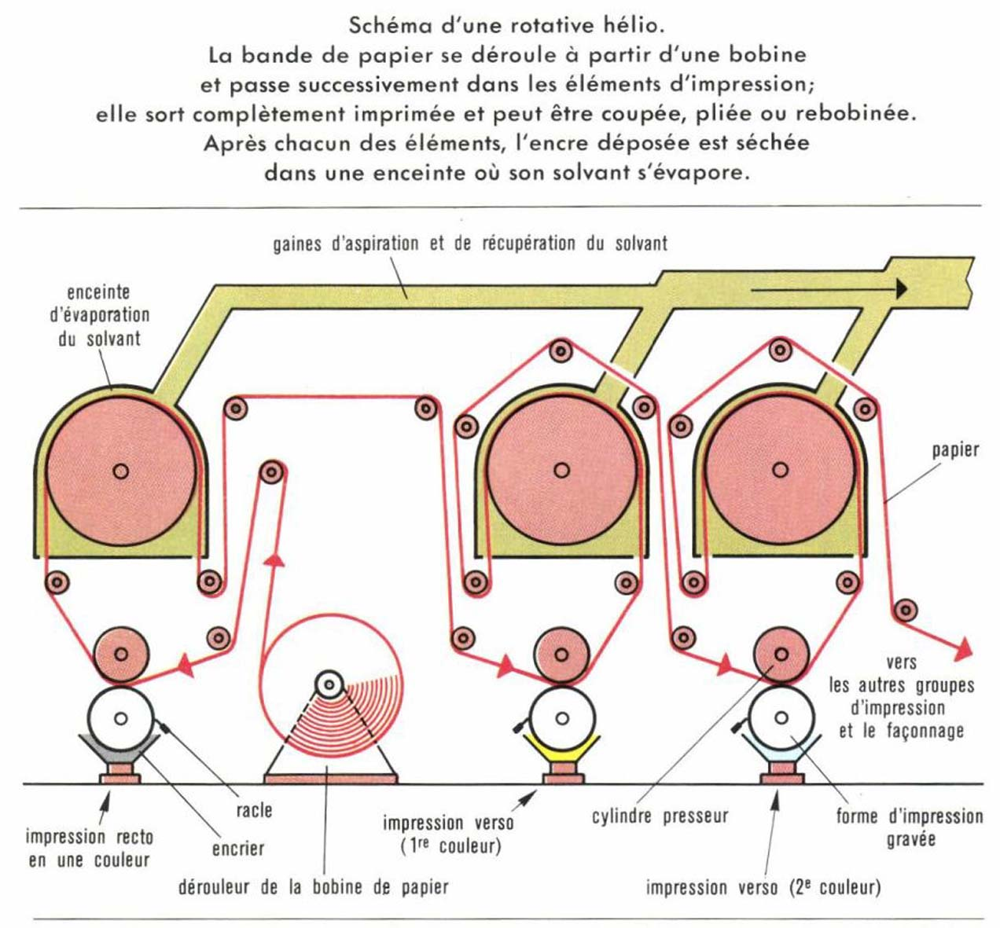 Schéma d'une rotative hélio.
La bande de papier se déroule à partir d'une bobine
et passe successivement dans les éléments d'impression;
elle sort complètement imprimée et peut être coupée, pliée ou rebobinée.
Après chacun des éléments, l'encre déposée est séchée
dans une enceinte où son solvant s'évapore.
gaines d'aspiration et de récupération du solvant
enceinte
d'évaporation
du solvant
papier
vers
les autres groupes
d'impression
et le façonnage
racle
encrier
impression recto
en une couleur
dérouleur de la bobine de papier
impression verso
(1re couleur)
cylindre presseur
forme d'impression
gravée
impression verso (2e couleur)